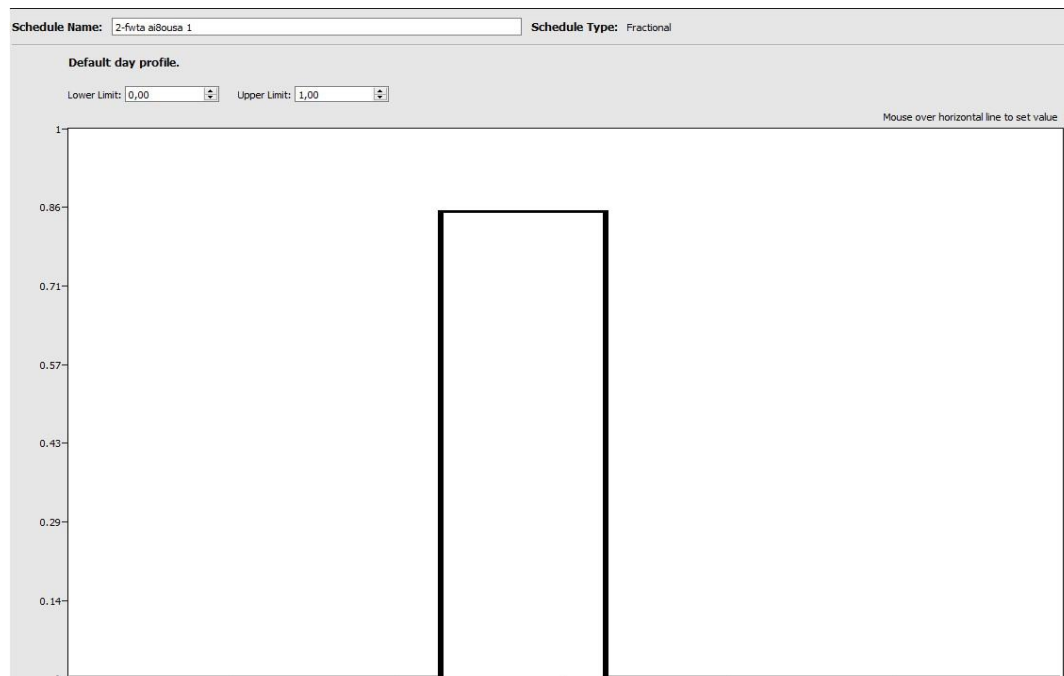 Schedule Name: 2-fwta ai8ousa 1 Schedule Type: Fractional
Default day profile.
Lower Limit: 0,00 Upper Limit: 1,00
Mouse over horizontal line to set value
1
0.86
0.71
0.57
0.43
0.29
0.14